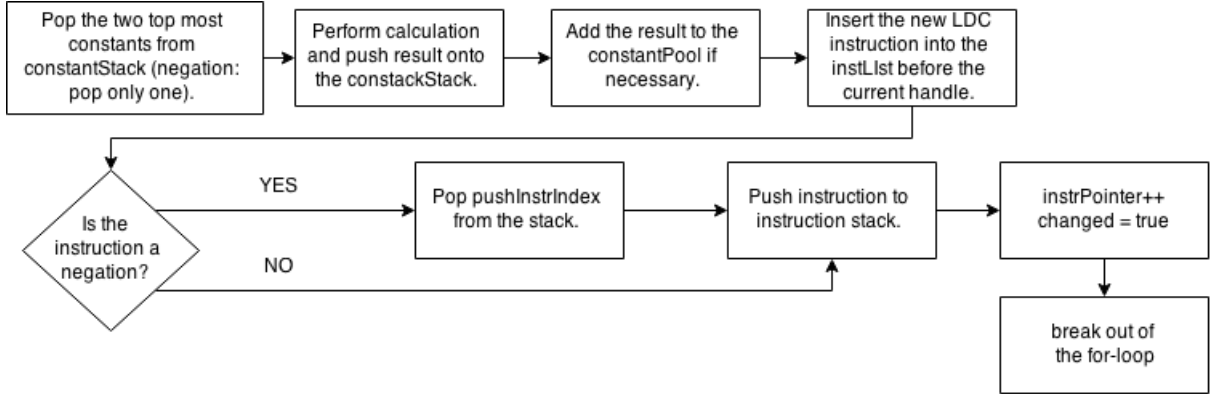 Pop the two top most
constants from
constantStack (negation:
pop only one).
Perform calculation
and push result onto
the constackStack.
Add the result to the
constantPool if
necessary.
Insert the new LDC
instruction into the
instLIst before the
current handle.
Is the
instruction a
negation?
YES
NO
Pop pushInstrIndex
from the stack.
Push instruction to
instruction stack.
instrPointer++
changed = true
break out of
the for-loop